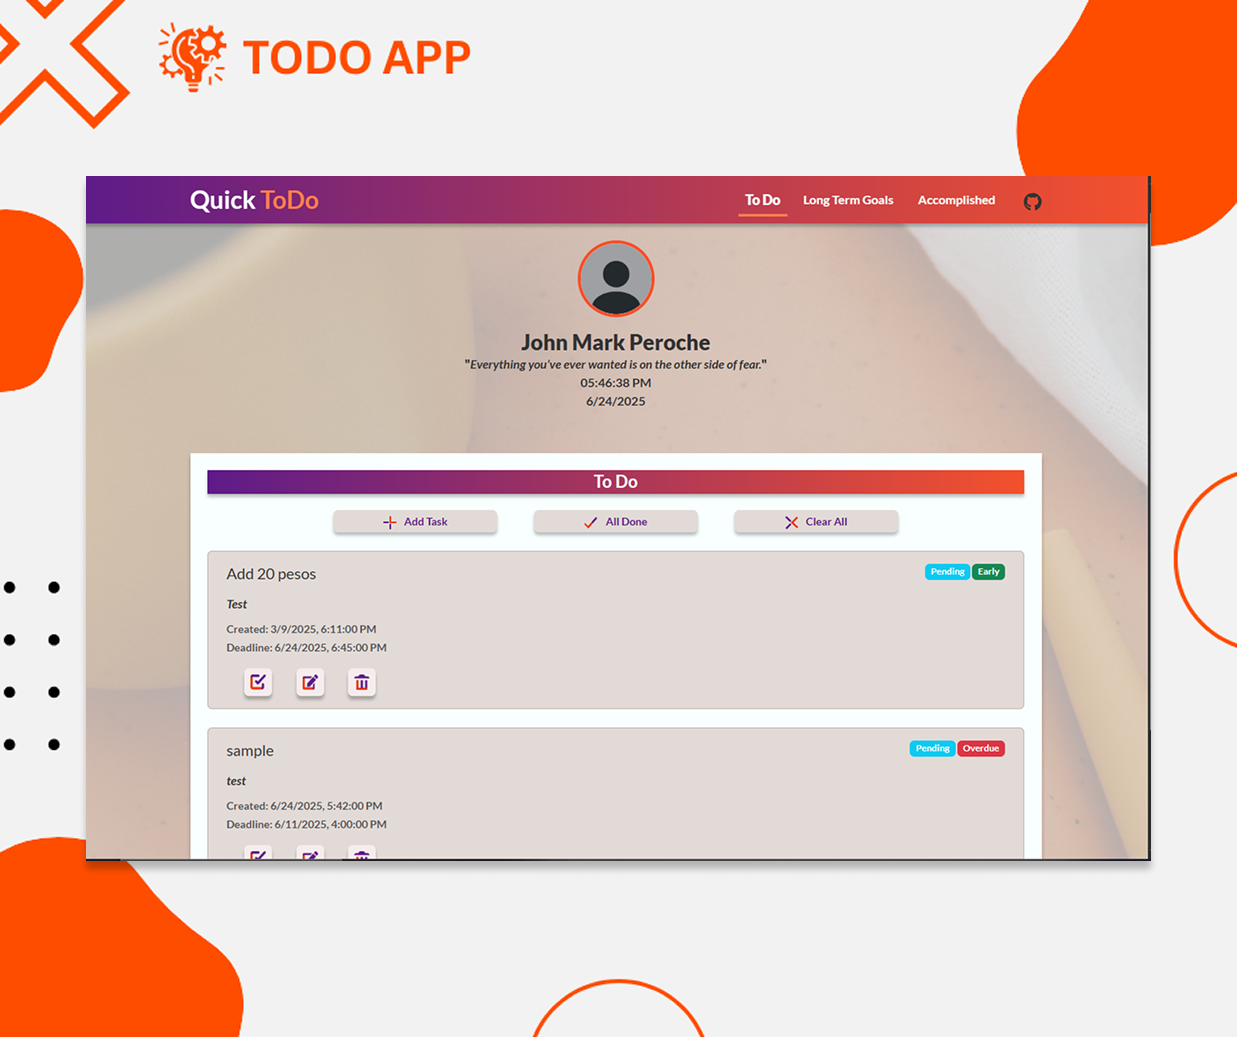 TODO APP
Quick ToDo
To Do
Long Term Goals
Accomplished
John Mark Peroche
"Everything you've ever wanted is on the other side of fear."
05:46:38 PM
6/24/2025
To Do
Add Task
All Done
Clear All
Add 20 pesos
Pending
Early
Test
Created: 3/9/2025, 6:11:00 PM
Deadline: 6/24/2025, 6:45:00 PM
sample
Pending
Overdue
test
Created: 6/24/2025, 5:42:00 PM
Deadline: 6/11/2025, 4:00:00 PM